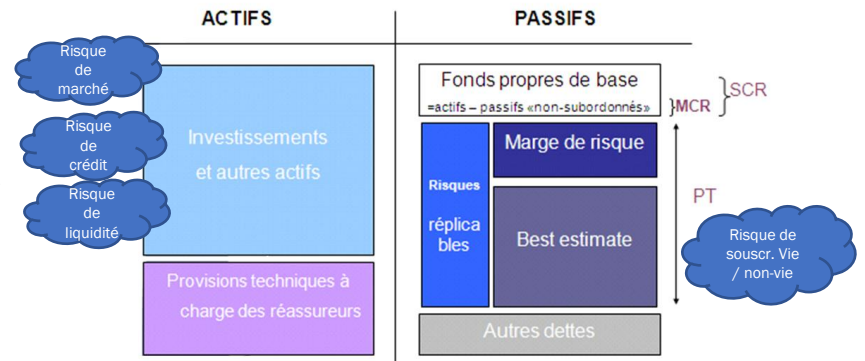 ACTIFS
PASSIFS
Risque
de
marché
Risque
de
crédit
Risque
de
liquidité
Investissements
et autres actifs
Provisions techniques à
charge des réassureurs
Fonds propres de base
=actifs – passifs «non-subordonnés»
MCR
SCR
Risques
réplica
bles
Marge de risque
Best estimate
PT
Risque de
souscr. Vie
/ non-vie
Autres dettes